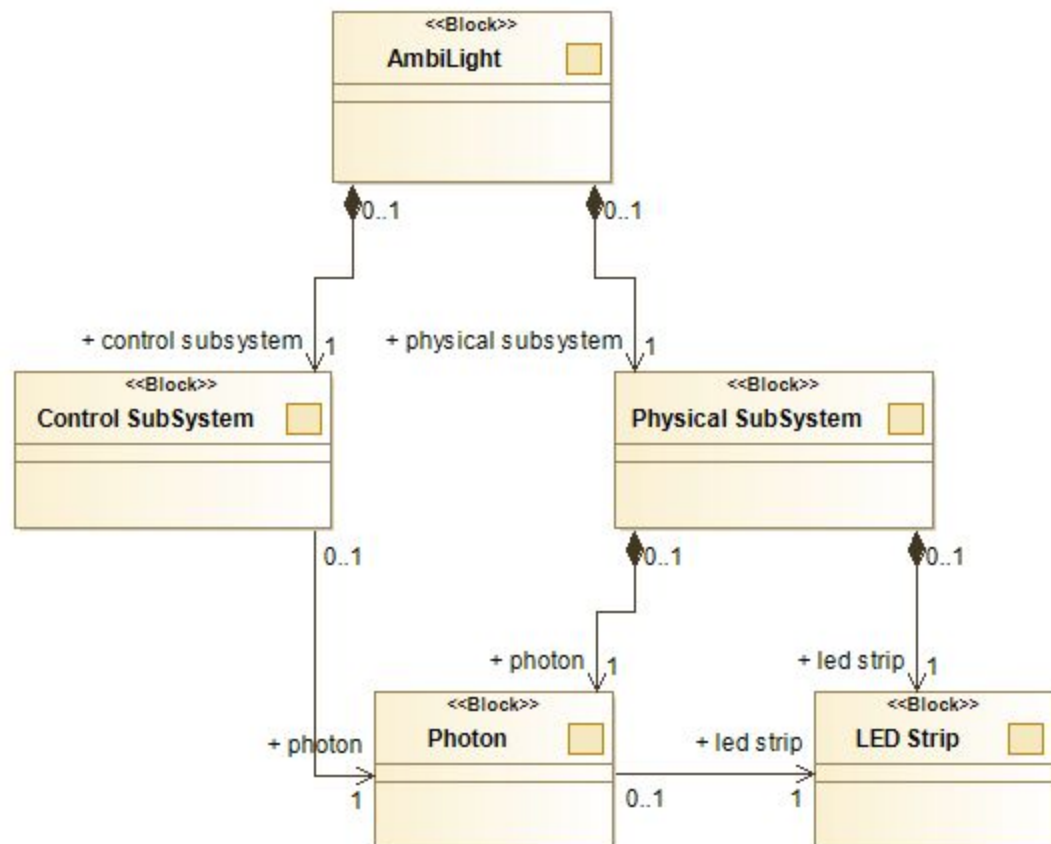 <<Block>>
AmbiLight
0..1
0..1
+ control subsystem
1
+ physical subsystem
1
<<Block>>
Control SubSystem
<<Block>>
Physical SubSystem
0..1
0..1
0..1
+ photon
1
+ led strip
1
<<Block>>
Photon
<<Block>>
LED Strip
+ photon
1
+ led strip
0..1
1